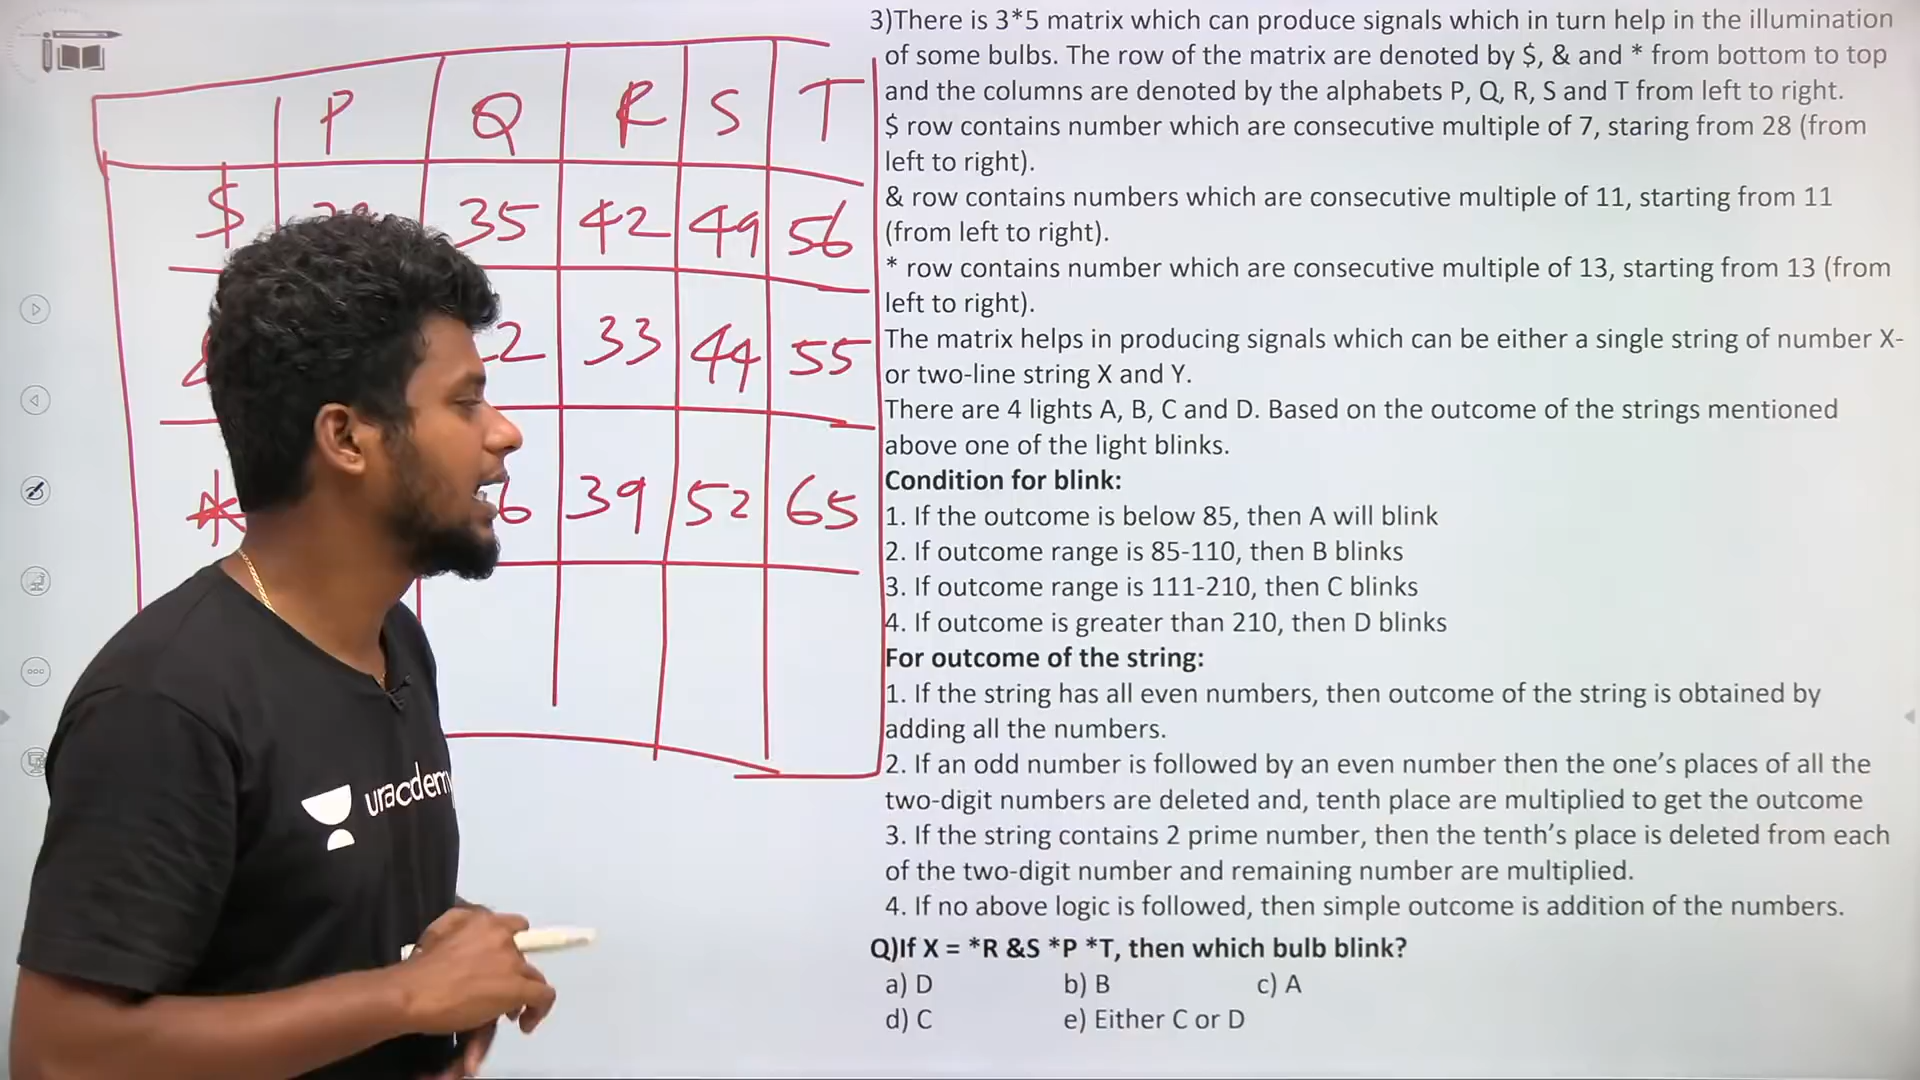 3)There is 3*5 matrix which can produce signals which in turn help in the illumination
of some bulbs. The row of the matrix are denoted by $, & and * from bottom to top
and the columns are denoted by the alphabets P, Q, R, S and T from left to right.
$ row contains number which are consecutive multiple of 7, staring from 28 (from
left to right).
& row contains numbers which are consecutive multiple of 11, starting from 11
(from left to right).
* row contains number which are consecutive multiple of 13, starting from 13 (from
left to right).
The matrix helps in producing signals which can be either a single string of number X-
or two-line string X and Y.
There are 4 lights A, B, C and D. Based on the outcome of the strings mentioned
above one of the light blinks.
Condition for blink:
1. If the outcome is below 85, then A will blink
2. If outcome range is 85-110, then B blinks
3. If outcome range is 111-210, then C blinks
4. If outcome is greater than 210, then D blinks
For outcome of the string:
1. If the string has all even numbers, then outcome of the string is obtained by
adding all the numbers.
2. If an odd number is followed by an even number then the one’s places of all the
two-digit numbers are deleted and, tenth place are multiplied to get the outcome
3. If the string contains 2 prime number, then the tenth’s place is deleted from each
of the two-digit number and remaining number are multiplied.
4. If no above logic is followed, then simple outcome is addition of the numbers.
Q)If X = *R &S *P *T, then which bulb blink?
a) D b) B c) A
d) C e) Either C or D
P Q R S T
$ 35 42 49 56
33 44 55
* 39 52 65